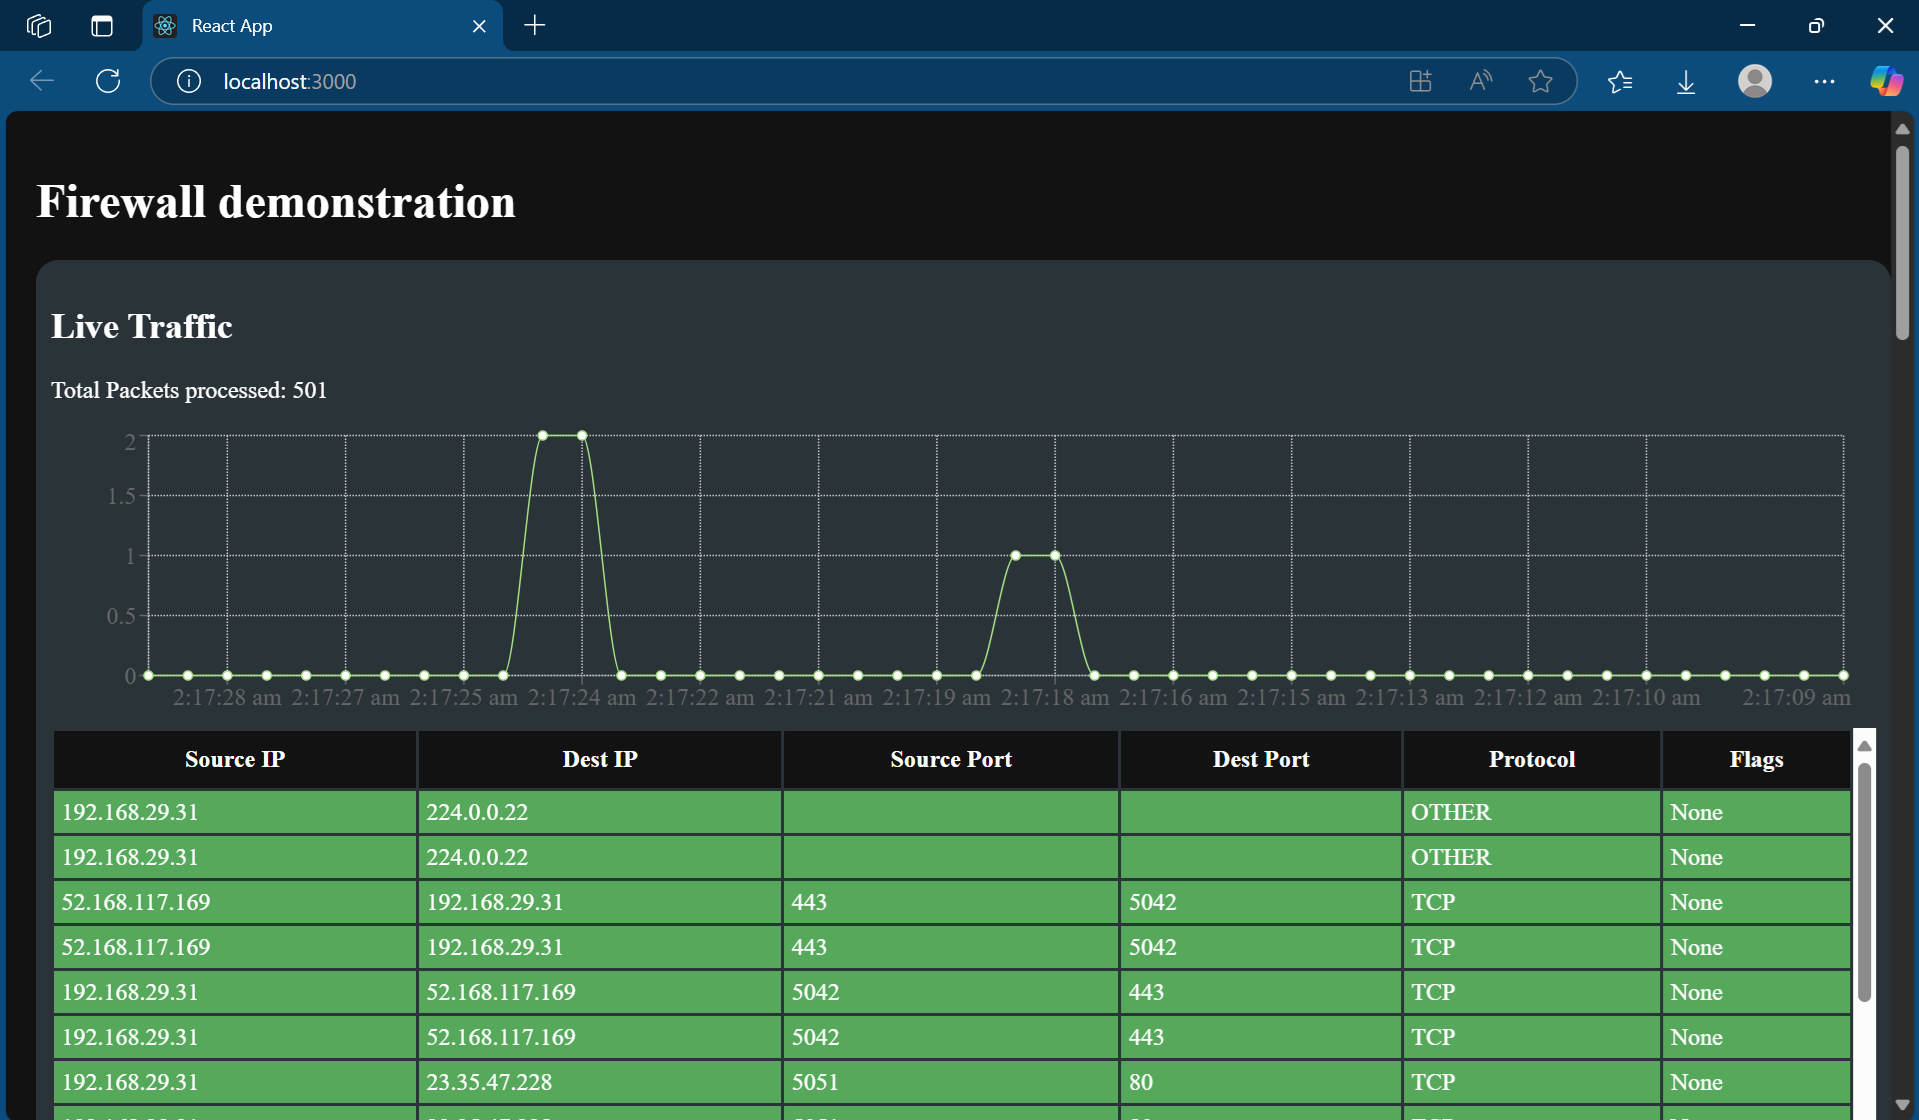 React App
localhost:3000
Firewall demonstration
Live Traffic
Total Packets processed: 501
2
1.5
1
0.5
0
2:17:28 am 2:17:27 am 2:17:25 am 2:17:24 am 2:17:22 am 2:17:21 am 2:17:19 am 2:17:18 am 2:17:16 am 2:17:15 am 2:17:13 am 2:17:12 am 2:17:10 am 2:17:09 am
Source IP Dest IP Source Port Dest Port Protocol Flags
192.168.29.31 224.0.0.22 OTHER None
192.168.29.31 224.0.0.22 OTHER None
52.168.117.169 192.168.29.31 443 5042 TCP None
52.168.117.169 192.168.29.31 443 5042 TCP None
192.168.29.31 52.168.117.169 5042 443 TCP None
192.168.29.31 52.168.117.169 5042 443 TCP None
192.168.29.31 23.35.47.228 5051 80 TCP None